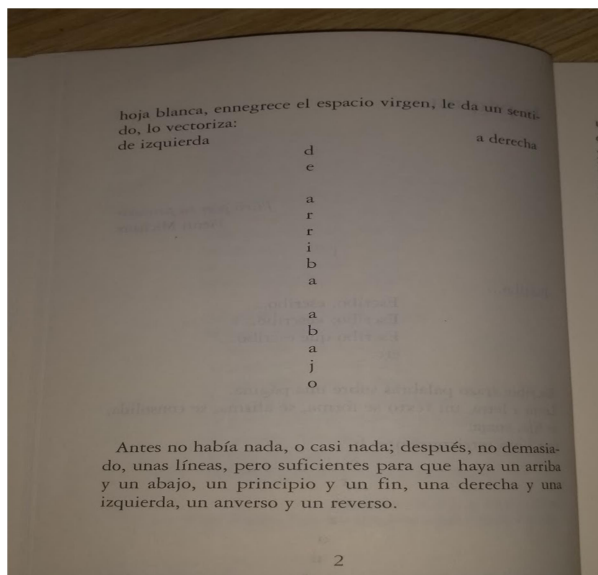 hoja blanca, ennegrece el espacio virgen, le da un senti-
do, lo vectoriza:
de izquierda a derecha
d
e
a
r
r
i
b
a
a
b
a
j
o
Antes no había nada, o casi nada; después, no demasia-
do, unas líneas, pero suficientes para que haya un arriba
y un abajo, un principio y un fin, una derecha y una
izquierda, un anverso y un reverso.
2